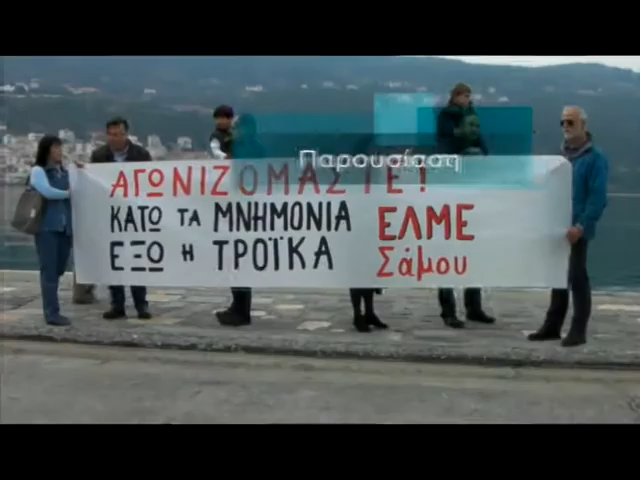 Παρουσίαση
ΑΓΩΝΙΖΟΜΑΣΤΕ!
ΚΑΤΩ ΤΑ ΜΝΗΜΟΝΙΑ
ΕΞΩ Η ΤΡΟΪΚΑ
ΕΛΜΕ
Σάμου